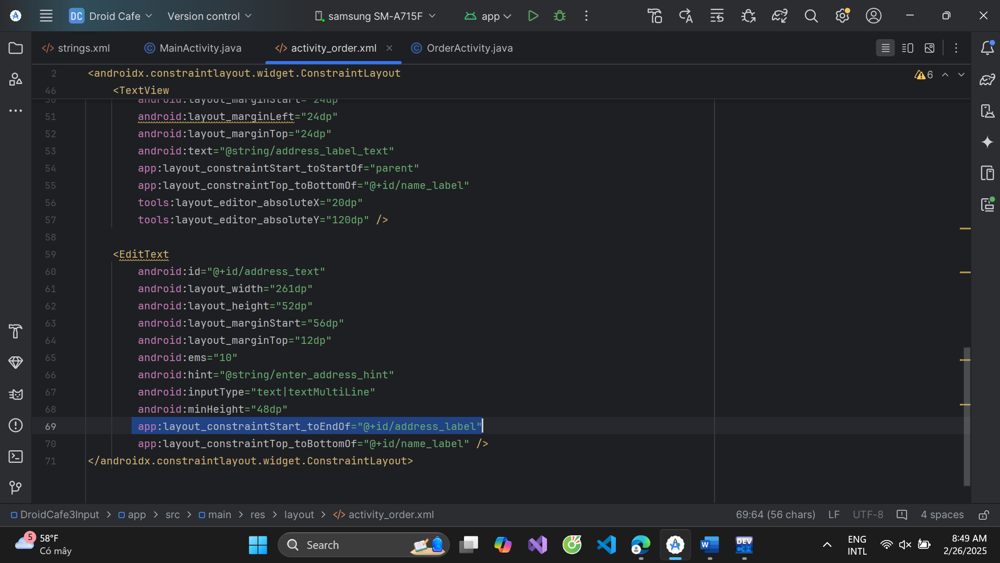 DC Droid Cafe Version control samsung SM-A715F app
strings.xml MainActivity.java activity_order.xml OrderActivity.java
2 <androidx.constraintlayout.widget.ConstraintLayout 6
46 <TextView
50 android:layout_marginStart="24dp"
51 android:layout_marginLeft="24dp"
52 android:layout_marginTop="24dp"
53 android:text="@string/address_label_text"
54 app:layout_constraintStart_toStartOf="parent"
55 app:layout_constraintTop_toBottomOf="@+id/name_label"
56 tools:layout_editor_absoluteX="20dp"
57 tools:layout_editor_absoluteY="120dp" />
58
59 <EditText
60 android:id="@+id/address_text"
61 android:layout_width="261dp"
62 android:layout_height="52dp"
63 android:layout_marginStart="56dp"
64 android:layout_marginTop="12dp"
65 android:ems="10"
66 android:hint="@string/enter_address_hint"
67 android:inputType="text|textMultiLine"
68 android:minHeight="48dp"
69 app:layout_constraintStart_toEndOf="@+id/address_label"
70 app:layout_constraintTop_toBottomOf="@+id/name_label" />
71 </androidx.constraintlayout.widget.ConstraintLayout>
DroidCafe3Input > app > src > main > res > layout > activity_order.xml 69:64 (56 chars) LF UTF-8 4 spaces
5 58°F
Có mây
Search
W
DEV
C++
ENG
INTL
8:49 AM
2/26/2025